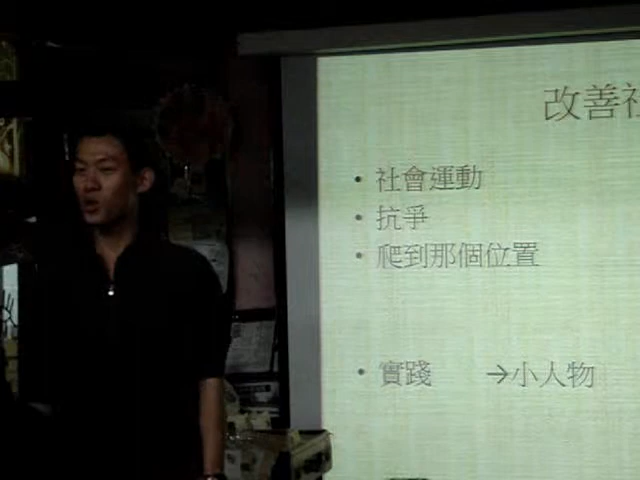 改善社
• 社會運動
• 抗爭
• 爬到那個位置
• 實踐 →小人物